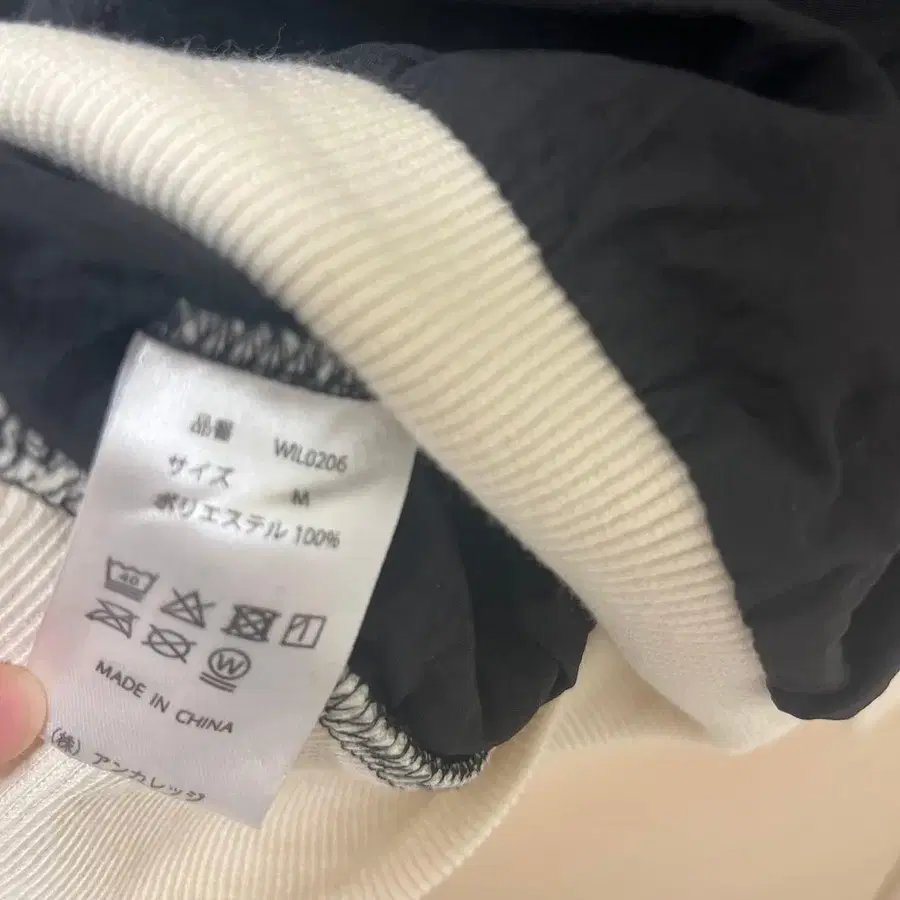 品番 WIL0206
サイズ M
ポリエステル 100%
40
W
MADE IN CHINA
(株) アンカレッジ